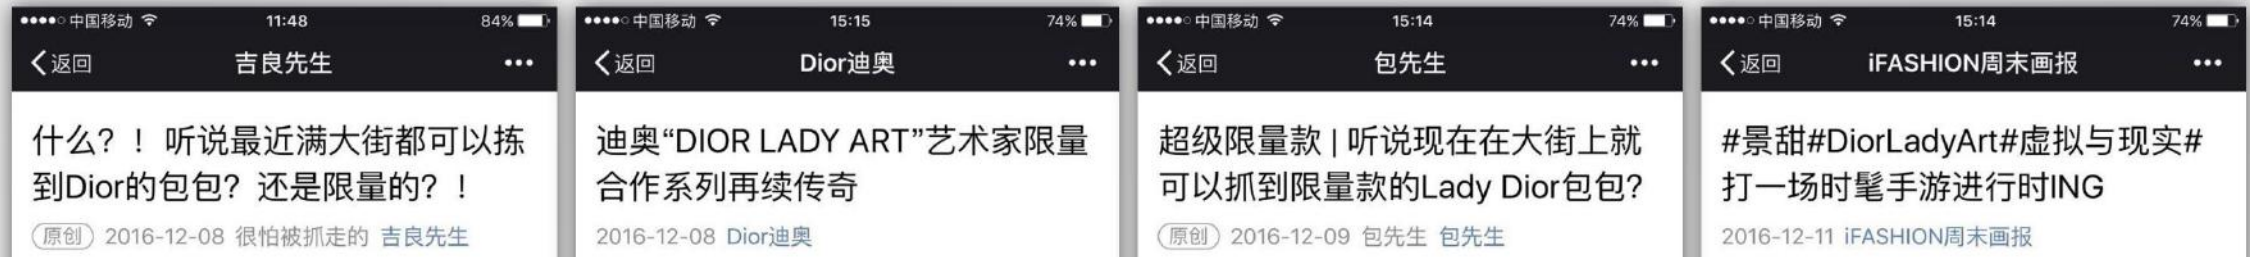 中国移动 11:48 84%
返回 吉良先生
什么？！听说最近满大街都可以拣
到Dior的包包？还是限量的？！
原创 2016-12-08 很怕被抓走的 吉良先生
中国移动 15:15 74%
返回 Dior迪奥
迪奥“DIOR LADY ART”艺术家限量
合作系列再续传奇
2016-12-08 Dior迪奥
中国移动 15:14 74%
返回 包先生
超级限量款 | 听说现在在大街上就
可以抓到限量款的Lady Dior包包？
原创 2016-12-09 包先生 包先生
中国移动 15:14 74%
返回 iFASHION周末画报
#景甜#DiorLadyArt#虚拟与现实#
打一场时髦手游进行时ING
2016-12-11 iFASHION周末画报